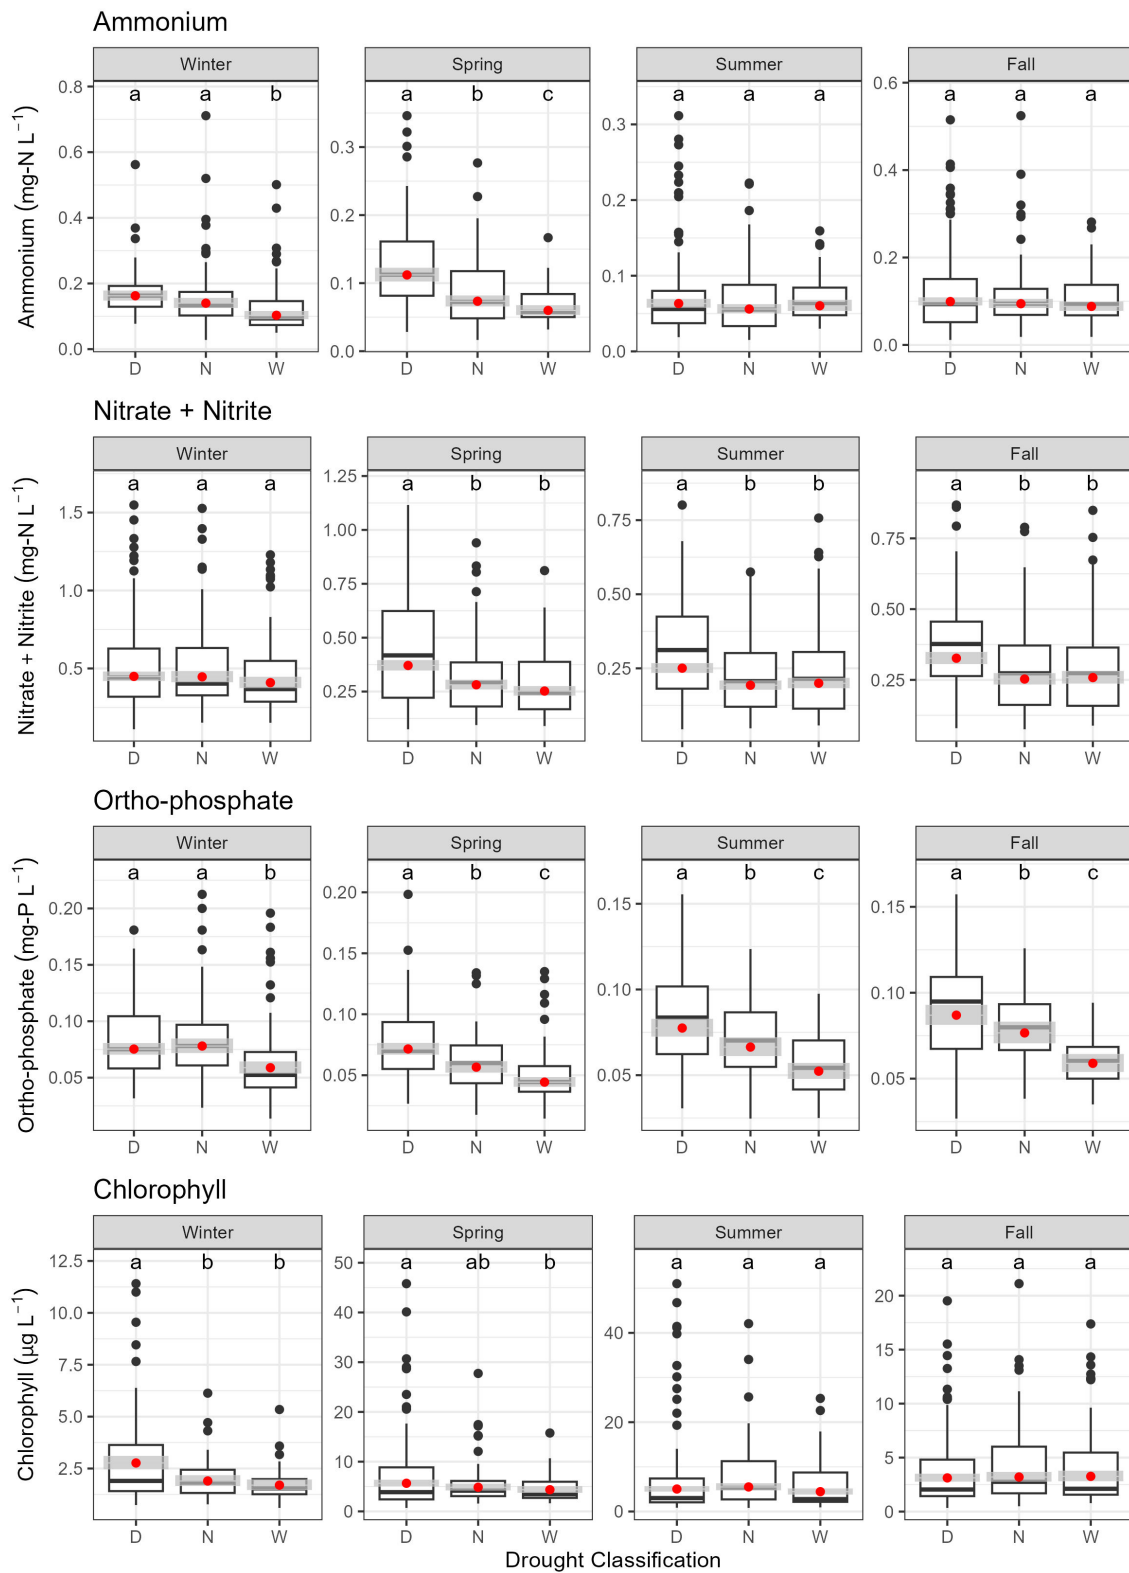 Ammonium
Winter Spring Summer Fall
a a b a b c a a a a a a
Ammonium (mg-N L⁻¹)
0.8 0.6 0.4 0.2 0.0
0.3 0.2 0.1 0.0
0.3 0.2 0.1 0.0
0.6 0.4 0.2 0.0
D N W D N W D N W D N W
Nitrate + Nitrite
Winter Spring Summer Fall
a a a a b b a b b a b b
Nitrate + Nitrite (mg-N L⁻¹)
1.5 1.0 0.5
1.25 1.00 0.75 0.50 0.25
0.75 0.50 0.25
0.75 0.50 0.25
D N W D N W D N W D N W
Ortho-phosphate
Winter Spring Summer Fall
a a b a b c a b c a b c
Ortho-phosphate (mg-P L⁻¹)
0.20 0.15 0.10 0.05
0.20 0.15 0.10 0.05
0.15 0.10 0.05
0.15 0.10 0.05
D N W D N W D N W D N W
Chlorophyll
Winter Spring Summer Fall
a b b a ab b a a a a a a
Chlorophyll (µg L⁻¹)
12.5 10.0 7.5 5.0 2.5
50 40 30 20 10 0
40 20 0
20 15 10 5 0
D N W D N W D N W D N W
Drought Classification